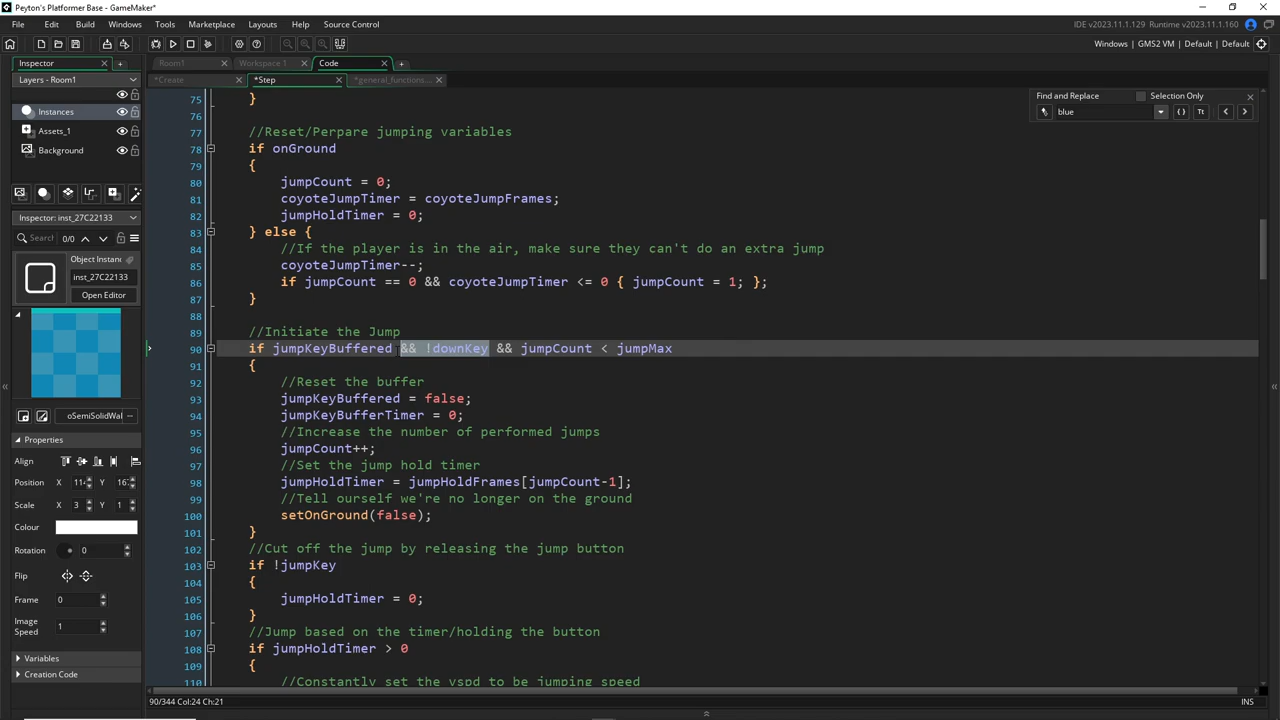 Peyton's Platformer Base - GameMaker*
File Edit Build Windows Tools Marketplace Layouts Help Source Control
IDE v2023.11.1.129 Runtime v2023.11.1.160
Windows | GMS2 VM | Default | Default
Inspector
Room1 Workspace 1 Code
Layers - Room1
*Create *Step *general_functions...
Instances
Assets_1
Background
Find and Replace Selection Only
blue
Inspector: inst_27C22133
Search 0/0
Object Instanc
inst_27C22133
Open Editor
oSemiSolidWal
Properties
Align
Position X 114 Y 16
Scale X 3 Y 1
Colour
Rotation 0
Flip
Frame 0
Image Speed 1
Variables
Creation Code
75 }
76
77 //Reset/Perpare jumping variables
78 if onGround
79 {
80 jumpCount = 0;
81 coyoteJumpTimer = coyoteJumpFrames;
82 jumpHoldTimer = 0;
83 } else {
84 //If the player is in the air, make sure they can't do an extra jump
85 coyoteJumpTimer--;
86 if jumpCount == 0 && coyoteJumpTimer <= 0 { jumpCount = 1; };
87 }
88
89 //Initiate the Jump
90 if jumpKeyBuffered && !downKey && jumpCount < jumpMax
91 {
92 //Reset the buffer
93 jumpKeyBuffered = false;
94 jumpKeyBufferTimer = 0;
95 //Increase the number of performed jumps
96 jumpCount++;
97 //Set the jump hold timer
98 jumpHoldTimer = jumpHoldFrames[jumpCount-1];
99 //Tell ourself we're no longer on the ground
100 setOnGround(false);
101 }
102 //Cut off the jump by releasing the jump button
103 if !jumpKey
104 {
105 jumpHoldTimer = 0;
106 }
107 //Jump based on the timer/holding the button
108 if jumpHoldTimer > 0
109 {
110 //Constantly set the yspd to be jumping speed
90/344 Col:24 Ch:21
INS